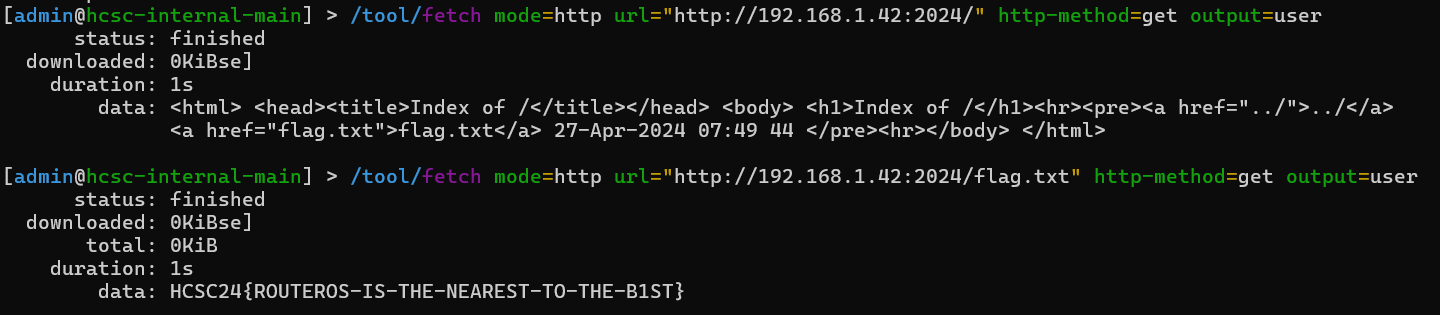 [admin@hcsc-internal-main] > /tool/fetch mode=http url="http://192.168.1.42:2024/" http-method=get output=user
status: finished
downloaded: 0KiBse]
duration: 1s
data: <html> <head><title>Index of /</title></head> <body> <h1>Index of /</h1><hr><pre><a href="../">../</a>
<a href="flag.txt">flag.txt</a> 27-Apr-2024 07:49 44 </pre><hr></body> </html>
[admin@hcsc-internal-main] > /tool/fetch mode=http url="http://192.168.1.42:2024/flag.txt" http-method=get output=user
status: finished
downloaded: 0KiBse]
total: 0KiB
duration: 1s
data: HCSC24{ROUTEROS-IS-THE-NEAREST-TO-THE-B1ST}